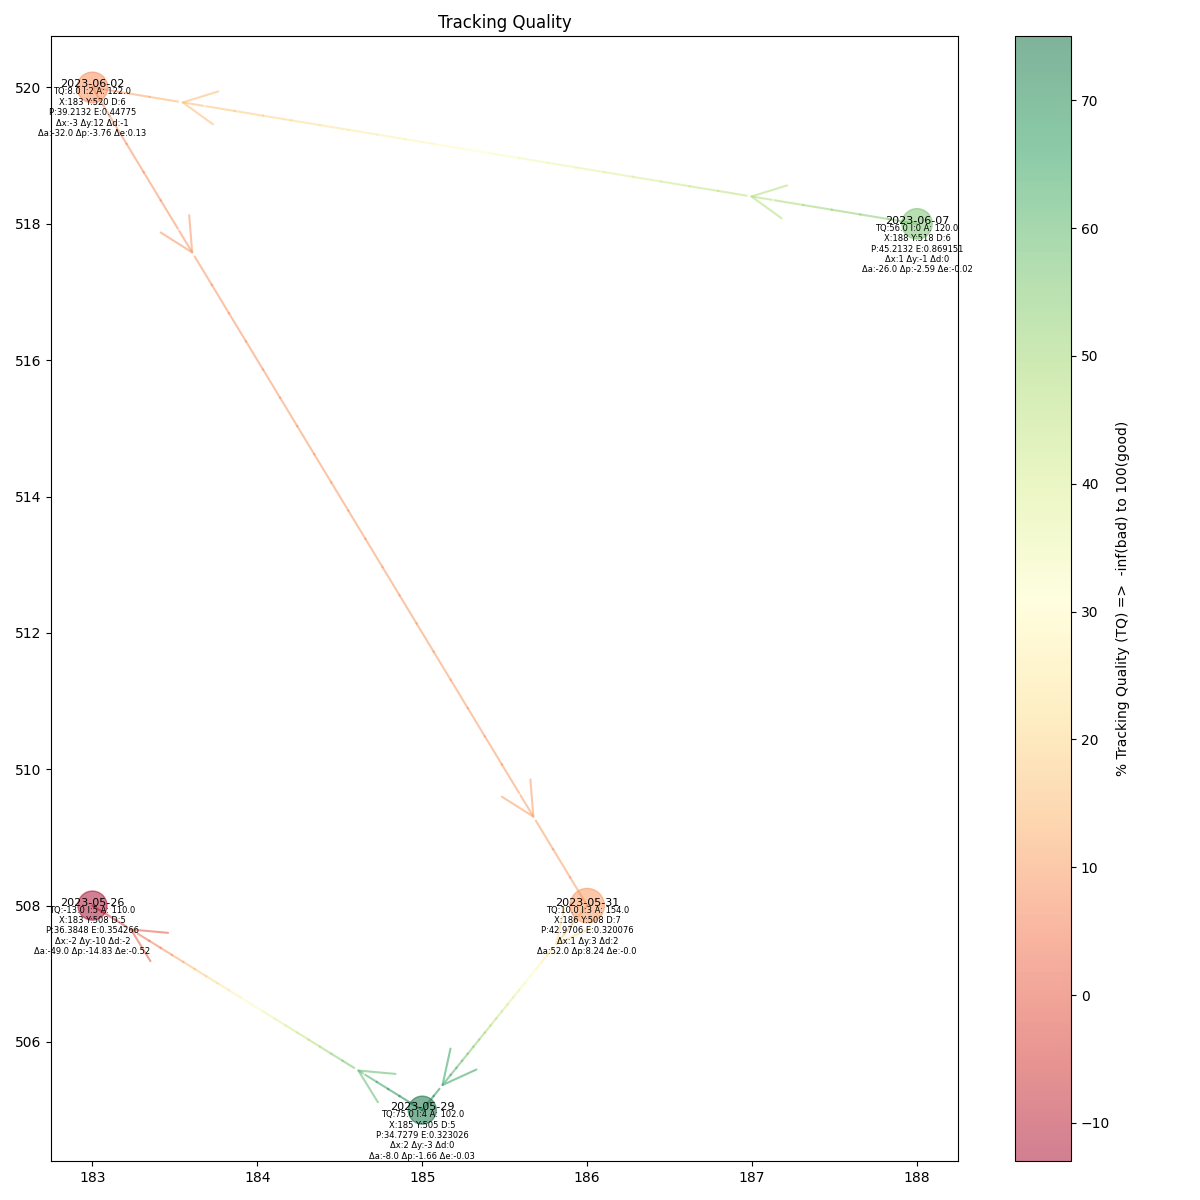 Tracking Quality
520
518
516
514
512
510
508
506
183
184
185
186
187
188
2023-06-02
TQ:8.0 I:2 A: 122.0
X:183 Y:520 D:6
P:39.2132 E:0.44775
Δx:-3 Δy:12 Δd:-1
Δa:-32.0 Δp:-3.76 Δe:0.13
2023-06-07
TQ:56.0 I:0 A: 120.0
X:188 Y:518 D:6
P:45.2132 E:0.869151
Δx:1 Δy:-1 Δd:0
Δa:-26.0 Δp:-2.59 Δe:-0.02
2023-05-26
TQ:-13.0 I:5 A: 110.0
X:183 Y:508 D:5
P:36.3848 E:0.354266
Δx:-2 Δy:-10 Δd:-2
Δa:-49.0 Δp:-14.83 Δe:-0.52
2023-05-31
TQ:10.0 I:3 A: 154.0
X:186 Y:508 D:7
P:42.9706 E:0.320076
Δx:1 Δy:3 Δd:2
Δa:52.0 Δp:8.24 Δe:-0.0
2023-05-29
TQ:75.0 I:4 A: 102.0
X:185 Y:505 D:5
P:34.7279 E:0.323026
Δx:2 Δy:-3 Δd:0
Δa:-8.0 Δp:-1.66 Δe:-0.03
70
60
50
40
30
20
10
0
−10
% Tracking Quality (TQ) => -inf(bad) to 100(good)